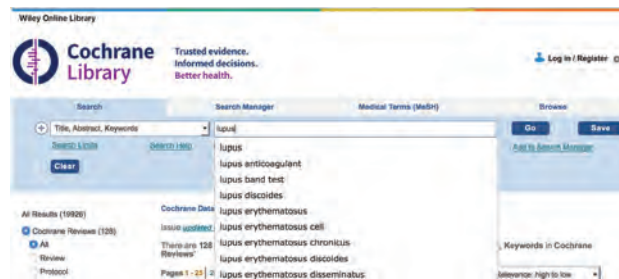 Wiley Online Library
Cochrane Library
Trusted evidence.
Informed decisions.
Better health.
Log in / Register
Search
Search Manager
Medical Terms (MeSH)
Browse
Title, Abstract, Keywords
lupus
Go
Save
Search Limits
Search Help
Add to Search Manager
Clear
lupus
lupus anticoagulant
lupus band test
lupus discoides
lupus erythematosus
lupus erythematosus cell
lupus erythematosus chronicus
lupus erythematosus discoides
lupus erythematosus disseminatus
All Results (10926)
Cochrane Reviews (128)
All
Review
Protocol
Cochrane Data
Issue updated
There are 128
, Keywords in Cochrane
Reviews'
Pages 1 - 25
Relevance: high to low